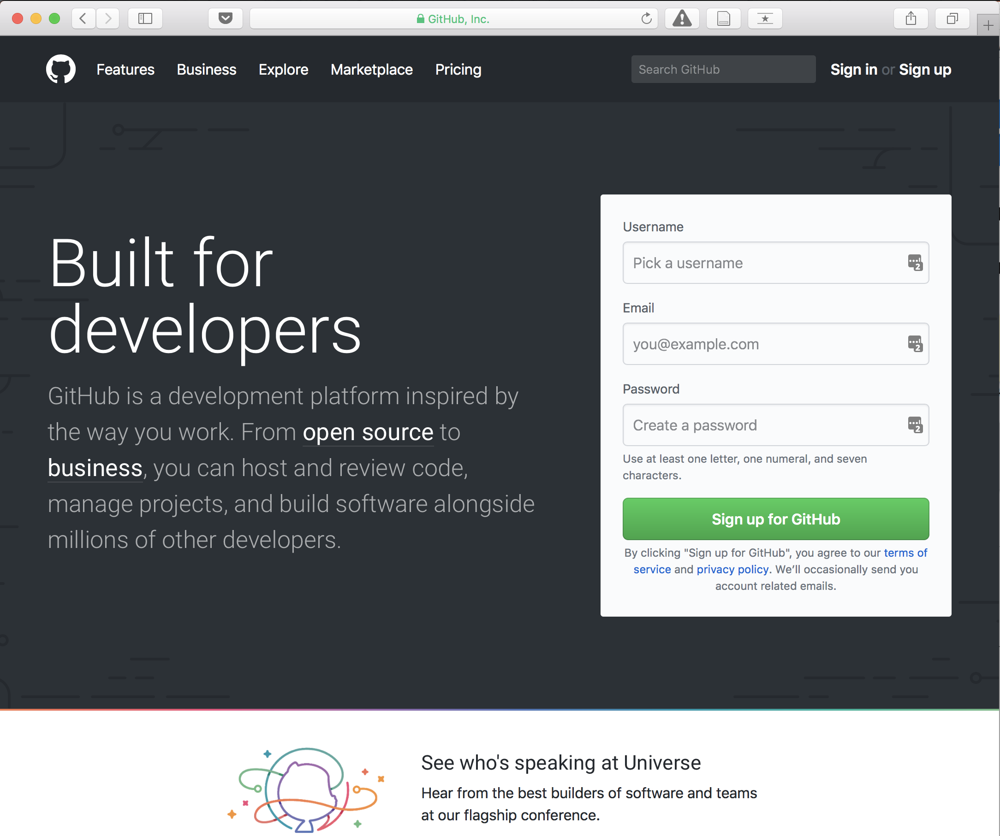 GitHub, Inc.
Features Business Explore Marketplace Pricing Search GitHub Sign in or Sign up
Built for
developers
GitHub is a development platform inspired by
the way you work. From open source to
business, you can host and review code,
manage projects, and build software alongside
millions of other developers.
Username
Pick a username
2
Email
you@example.com
2
Password
Create a password
2
Use at least one letter, one numeral, and seven
characters.
Sign up for GitHub
By clicking "Sign up for GitHub", you agree to our terms of
service and privacy policy. We’ll occasionally send you
account related emails.
See who's speaking at Universe
Hear from the best builders of software and teams
at our flagship conference.